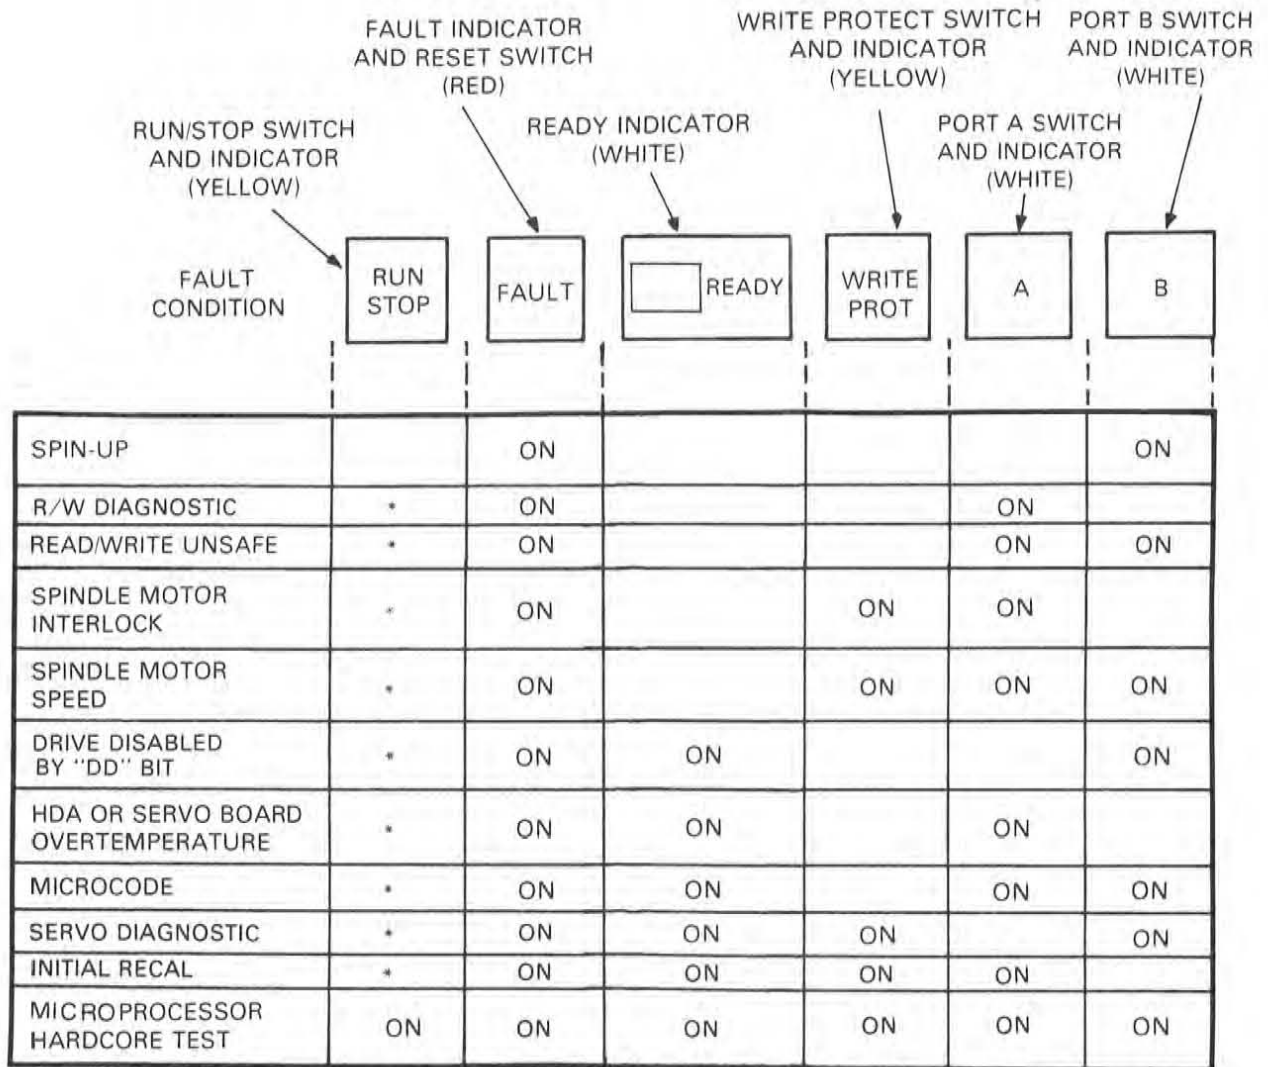 FAULT INDICATOR
AND RESET SWITCH
(RED)
WRITE PROTECT SWITCH
AND INDICATOR
(YELLOW)
PORT B SWITCH
AND INDICATOR
(WHITE)
RUN/STOP SWITCH
AND INDICATOR
(YELLOW)
READY INDICATOR
(WHITE)
PORT A SWITCH
AND INDICATOR
(WHITE)
FAULT
CONDITION
RUN
STOP
FAULT
READY
WRITE
PROT
A
B
SPIN-UP ON ON
R/W DIAGNOSTIC * ON ON
READ/WRITE UNSAFE * ON ON ON
SPINDLE MOTOR
INTERLOCK * ON ON ON
SPINDLE MOTOR
SPEED * ON ON ON ON
DRIVE DISABLED
BY "DD" BIT * ON ON ON
HDA OR SERVO BOARD
OVERTEMPERATURE * ON ON ON
MICROCODE * ON ON ON ON
SERVO DIAGNOSTIC * ON ON ON ON
INITIAL RECAL * ON ON ON ON
MICROPROCESSOR
HARDCORE TEST ON ON ON ON ON ON